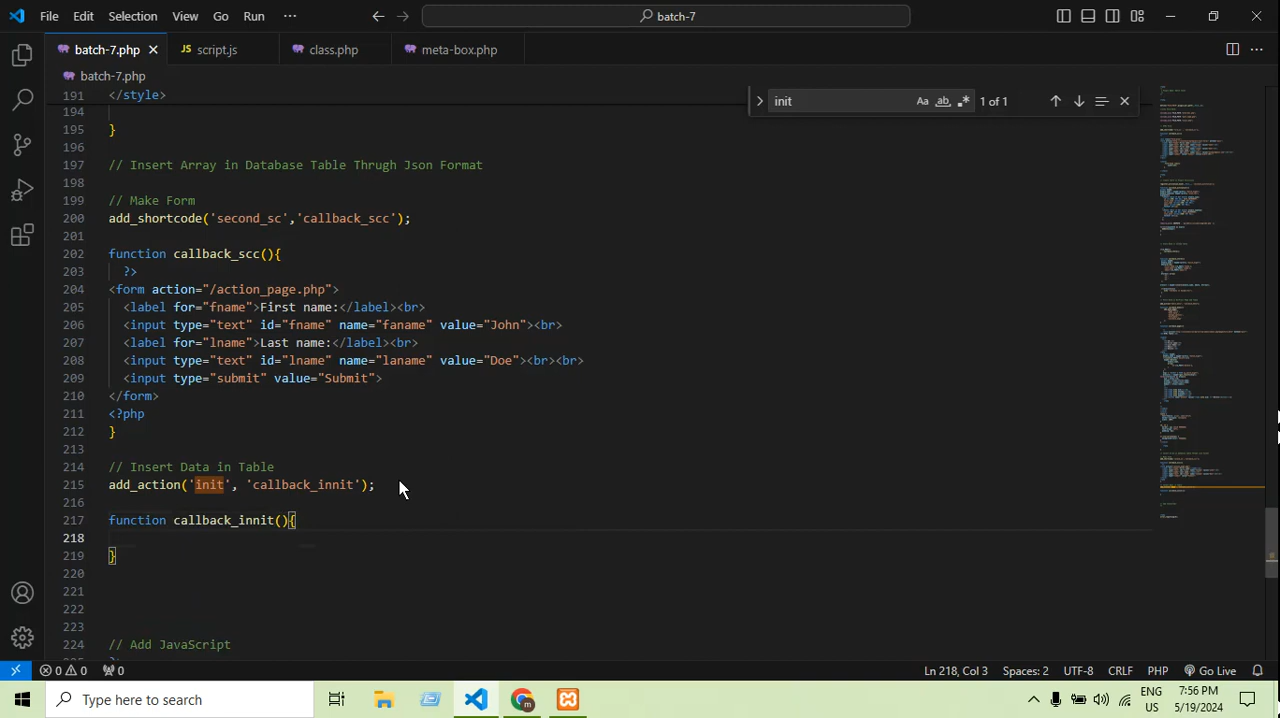 File Edit Selection View Go Run ··· batch-7
batch-7.php JS script.js class.php meta-box.php
batch-7.php
191 </style>
init Aa ab .* 1 of 1
194
195 }
196
197 // Insert Array in Database Table Thrugh Json Format
198
199 // Make Form
200 add_shortcode('second_sc','callback_scc');
201
202 function callback_scc(){
203 ?>
204 <form action="/action_page.php">
205 <label for="fname">First name:</label><br>
206 <input type="text" id="fname" name="faname" value="John"><br>
207 <label for="lname">Last name:</label><br>
208 <input type="text" id="lname" name="laname" value="Doe"><br><br>
209 <input type="submit" value="Submit">
210 </form>
211 <?php
212 }
213
214 // Insert Data in Table
215 add_action('init', 'callback_innit');
216
217 function callback_innit(){
218
219 }
220
221
222
223
224 // Add JavaScript
0 0 0 Ln 218, Col 3 Spaces: 2 UTF-8 CRLF PHP Go Live
Type here to search
ENG
US
7:56 PM
5/19/2024